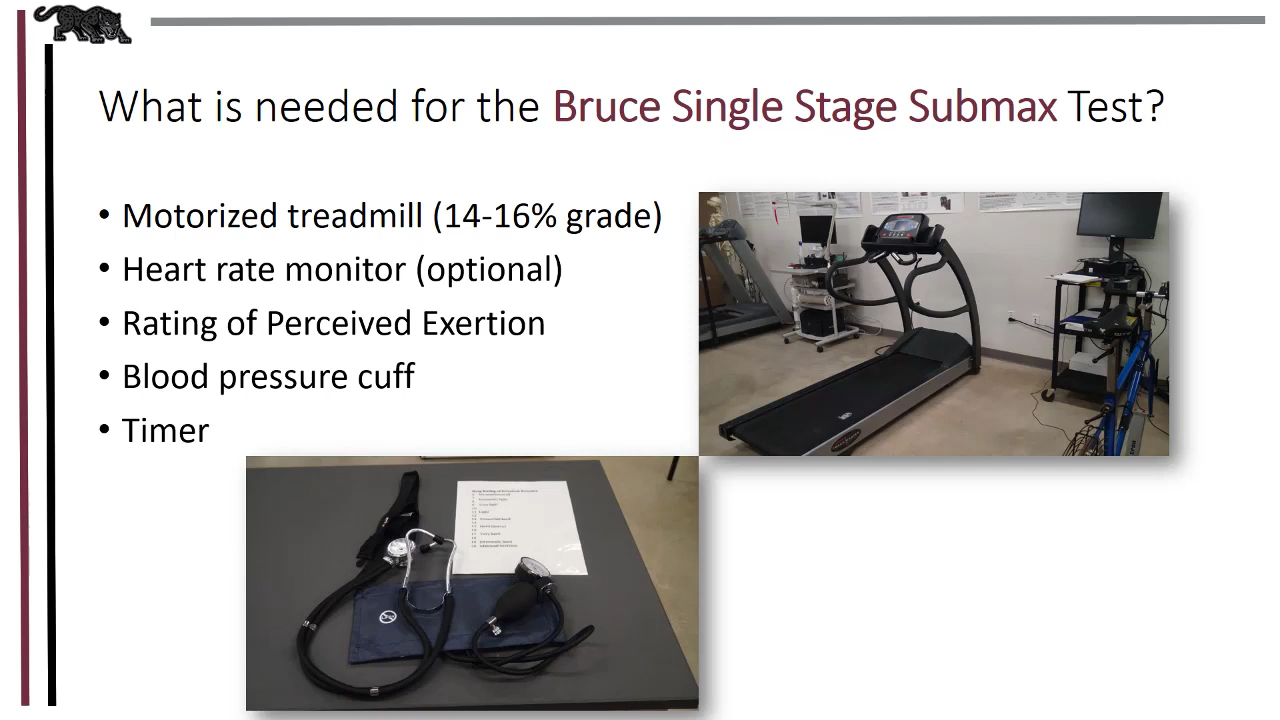 What is needed for the Bruce Single Stage Submax Test?
• Motorized treadmill (14-16% grade)
• Heart rate monitor (optional)
• Rating of Perceived Exertion
• Blood pressure cuff
• Timer